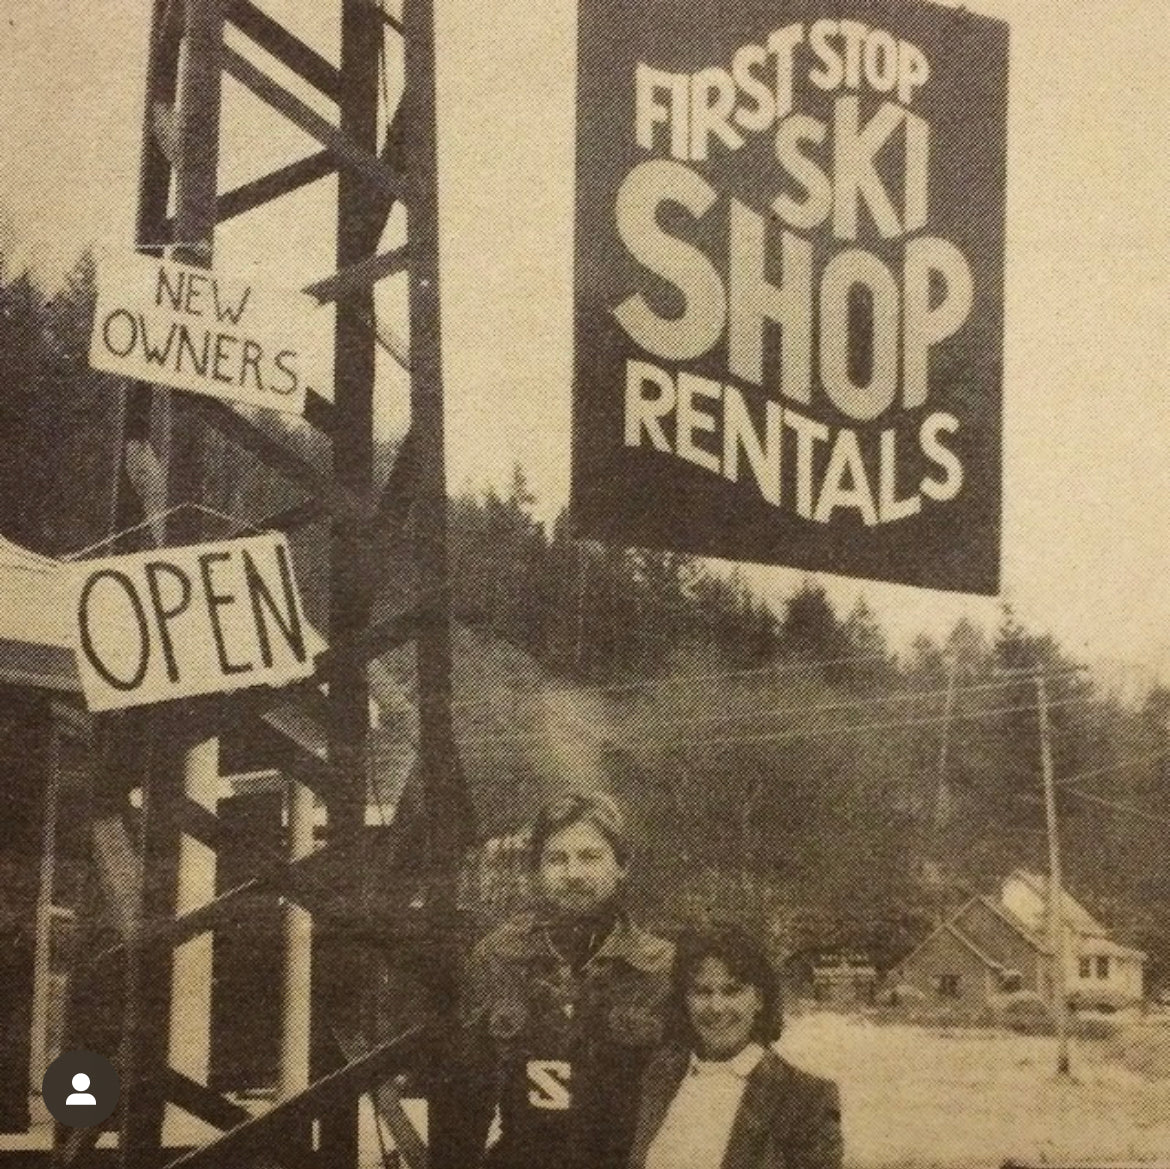 FIRST STOP
SKI
SHOP
RENTALS
NEW
OWNERS
OPEN
S